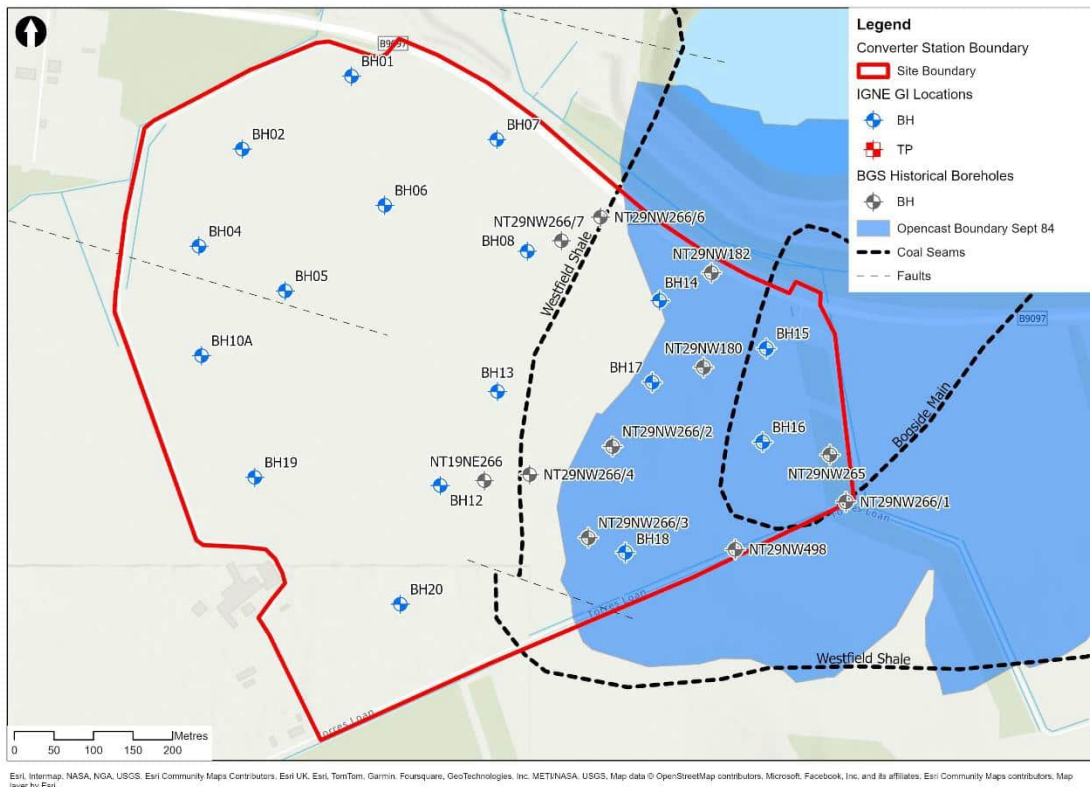 B9097
BH01
BH02
BH07
BH06
NT29NW266/7
NT29NW266/6
BH04
BH08
Westfield Shale
NT29NW182
BH05
BH14
BH10A
NT29NW180
BH15
BH17
BH13
Bogside Main
B9097
NT29NW266/2
BH16
BH19
NT19NE266
NT29NW266/4
NT29NW265
BH12
NT29NW266/1
Torres Loan
NT29NW266/3
BH18
NT29NW498
BH20
Torres Loan
Westfield Shale
Torres Loan
Legend
Converter Station Boundary
Site Boundary
IGNE GI Locations
BH
TP
BGS Historical Boreholes
BH
Opencast Boundary Sept 84
Coal Seams
Faults
Metres
0 50 100 150 200
Esri, Intermap, NASA, NGA, USGS, Esri Community Maps Contributors, Esri UK, Esri, TomTom, Garmin, Foursquare, GeoTechnologies, Inc, METI/NASA, USGS, Map data © OpenStreetMap contributors, Microsoft, Facebook, Inc, and its affiliates, Esri Community Maps contributors, Map
layer by Esri